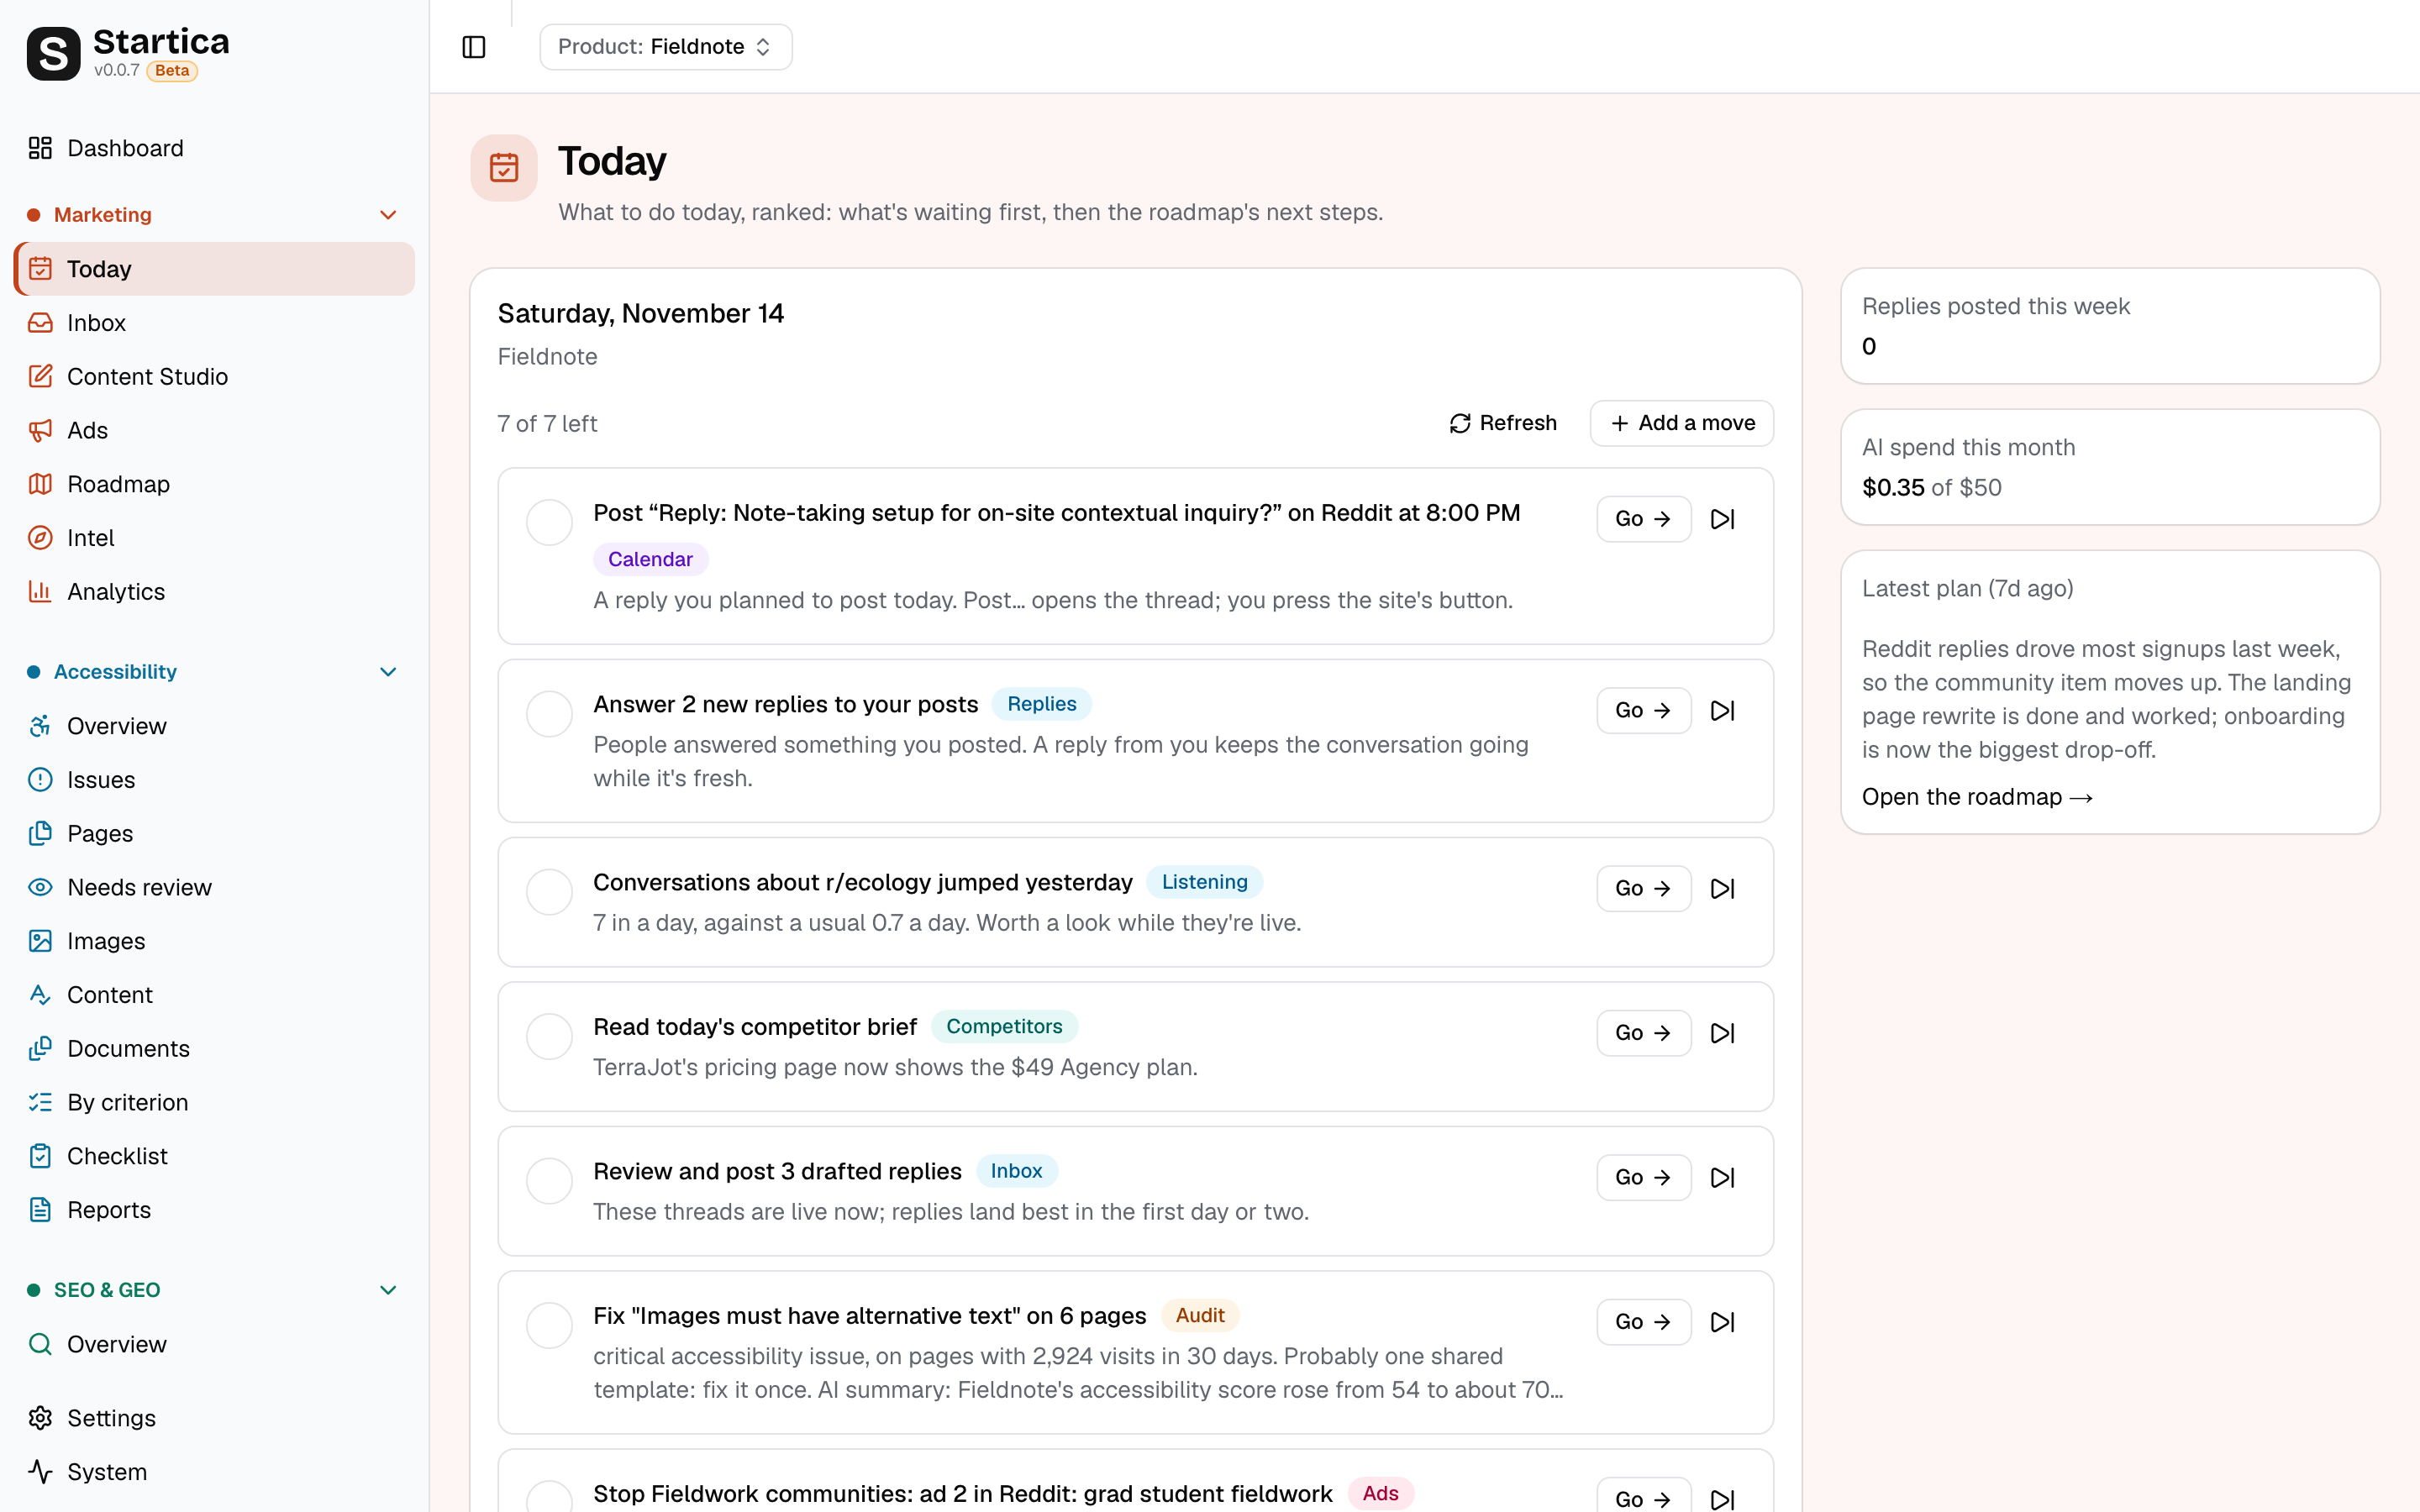 S Startica
v0.0.7 Beta
Dashboard
Marketing
Today
Inbox
Content Studio
Ads
Roadmap
Intel
Analytics
Accessibility
Overview
Issues
Pages
Needs review
Images
Content
Documents
By criterion
Checklist
Reports
SEO & GEO
Overview
Settings
System
Product: Fieldnote
Today
What to do today, ranked: what's waiting first, then the roadmap's next steps.
Saturday, November 14
Fieldnote
7 of 7 left
Refresh
+ Add a move
Post “Reply: Note-taking setup for on-site contextual inquiry?” on Reddit at 8:00 PM
Calendar
A reply you planned to post today. Post… opens the thread; you press the site's button.
Go →
Answer 2 new replies to your posts Replies
People answered something you posted. A reply from you keeps the conversation going
while it's fresh.
Go →
Conversations about r/ecology jumped yesterday Listening
7 in a day, against a usual 0.7 a day. Worth a look while they're live.
Go →
Read today's competitor brief Competitors
TerraJot's pricing page now shows the $49 Agency plan.
Go →
Review and post 3 drafted replies Inbox
These threads are live now; replies land best in the first day or two.
Go →
Fix "Images must have alternative text" on 6 pages Audit
critical accessibility issue, on pages with 2,924 visits in 30 days. Probably one shared
template: fix it once. AI summary: Fieldnote's accessibility score rose from 54 to about 70…
Go →
Stop Fieldwork communities: ad 2 in Reddit: grad student fieldwork Ads
Go →
Replies posted this week
0
AI spend this month
$0.35 of $50
Latest plan (7d ago)
Reddit replies drove most signups last week,
so the community item moves up. The landing
page rewrite is done and worked; onboarding
is now the biggest drop-off.
Open the roadmap →